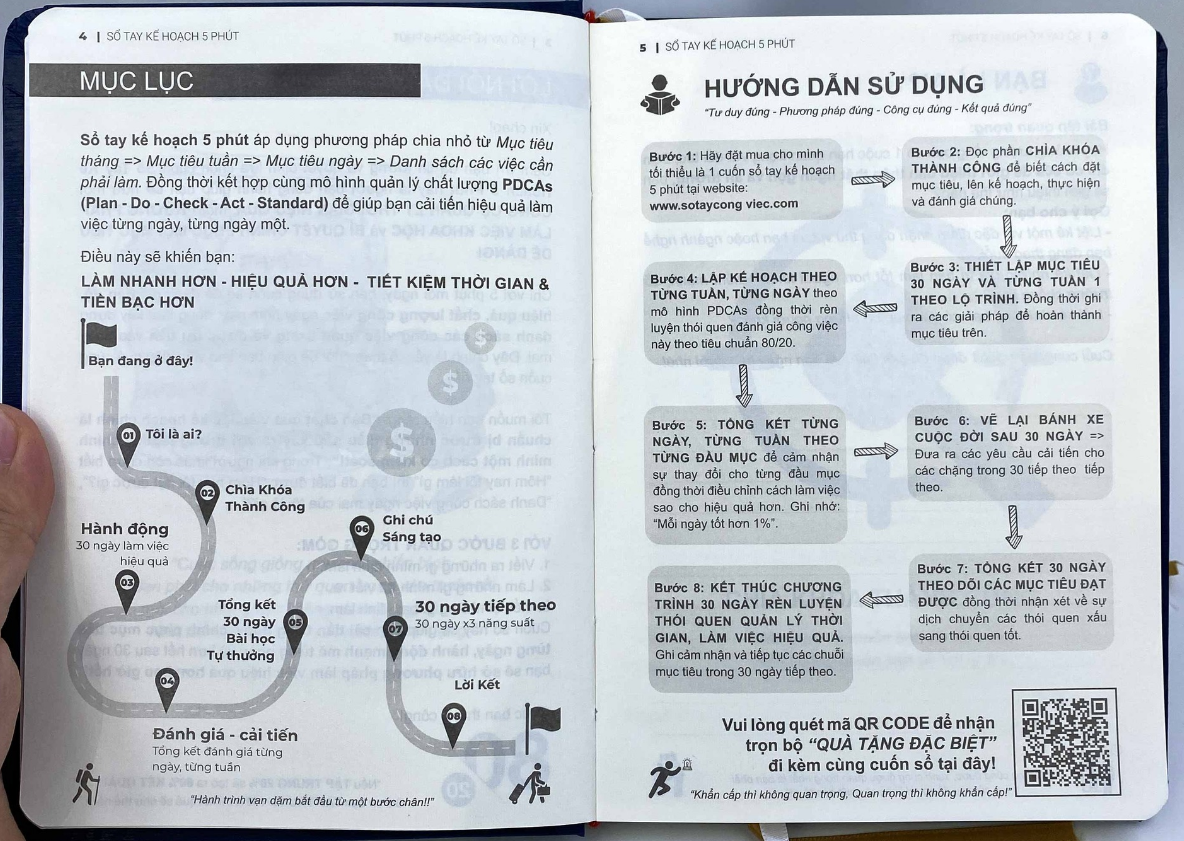 4 | SỔ TAY KẾ HOẠCH 5 PHÚT
MỤC LỤC
Sổ tay kế hoạch 5 phút áp dụng phương pháp chia nhỏ từ Mục tiêu
tháng => Mục tiêu tuần => Mục tiêu ngày => Danh sách các việc cần
phải làm. Đồng thời kết hợp cùng mô hình quản lý chất lượng PDCAs
(Plan - Do - Check - Act - Standard) để giúp bạn cải tiến hiệu quả làm
việc từng ngày, từng ngày một.
Điều này sẽ khiến bạn:
LÀM NHANH HƠN - HIỆU QUẢ HƠN - TIẾT KIỆM THỜI GIAN &
TIỀN BẠC HƠN
Bạn đang ở đây!
01
Tôi là ai?
02
Chìa Khóa
Thành Công
Hành động
30 ngày làm việc
hiệu quả
03
04
Đánh giá - cải tiến
Tổng kết đánh giá từng
ngày, từng tuần
Tổng kết
30 ngày
Bài học
Tự thưởng
05
06
Ghi chú
Sáng tạo
30 ngày tiếp theo
30 ngày x3 năng suất
07
Lời Kết
08
"Hành trình vạn dặm bắt đầu từ một bước chân!!"
5 | SỔ TAY KẾ HOẠCH 5 PHÚT
HƯỚNG DẪN SỬ DỤNG
"Tư duy đúng - Phương pháp đúng - Công cụ đúng - Kết quả đúng"
Bước 1: Hãy đặt mua cho mình
tối thiểu là 1 cuốn sổ tay kế hoạch
5 phút tại website:
www.sotaycong viec.com
Bước 2: Đọc phần CHÌA KHÓA
THÀNH CÔNG để biết cách đặt
mục tiêu, lên kế hoạch, thực hiện
và đánh giá chúng.
Bước 3: THIẾT LẬP MỤC TIÊU
30 NGÀY VÀ TỪNG TUẦN 1
THEO LỘ TRÌNH. Đồng thời ghi
ra các giải pháp để hoàn thành
mục tiêu trên.
Bước 4: LẬP KẾ HOẠCH THEO
TỪNG TUẦN, TỪNG NGÀY theo
mô hình PDCAs đồng thời rèn
luyện thói quen đánh giá công việc
này theo tiêu chuẩn 80/20.
Bước 5: TỔNG KẾT TỪNG
NGÀY, TỪNG TUẦN THEO
TỪNG ĐẦU MỤC để cảm nhận
sự thay đổi cho từng đầu mục
đồng thời điều chỉnh cách làm việc
sao cho hiệu quả hơn. Ghi nhớ:
"Mỗi ngày tốt hơn 1%".
Bước 6: VẼ LẠI BÁNH XE
CUỘC ĐỜI SAU 30 NGÀY =>
Đưa ra các yêu cầu cải tiến cho
các chặng trong 30 tiếp theo tiếp
theo.
Bước 7: TỔNG KẾT 30 NGÀY
THEO DÕI CÁC MỤC TIÊU ĐẠT
ĐƯỢC đồng thời nhận xét về sự
dịch chuyển các thói quen xấu
sang thói quen tốt.
Bước 8: KẾT THÚC CHƯƠNG
TRÌNH 30 NGÀY RÈN LUYỆN
THÓI QUEN QUẢN LÝ THỜI
GIAN, LÀM VIỆC HIỆU QUẢ.
Ghi cảm nhận và tiếp tục các chuỗi
mục tiêu trong 30 ngày tiếp theo.
Vui lòng quét mã QR CODE để nhận
trọn bộ "QUÀ TẶNG ĐẶC BIỆT"
đi kèm cùng cuốn sổ tại đây!
"Khẩn cấp thì không quan trọng, Quan trọng thì không khẩn cấp!"